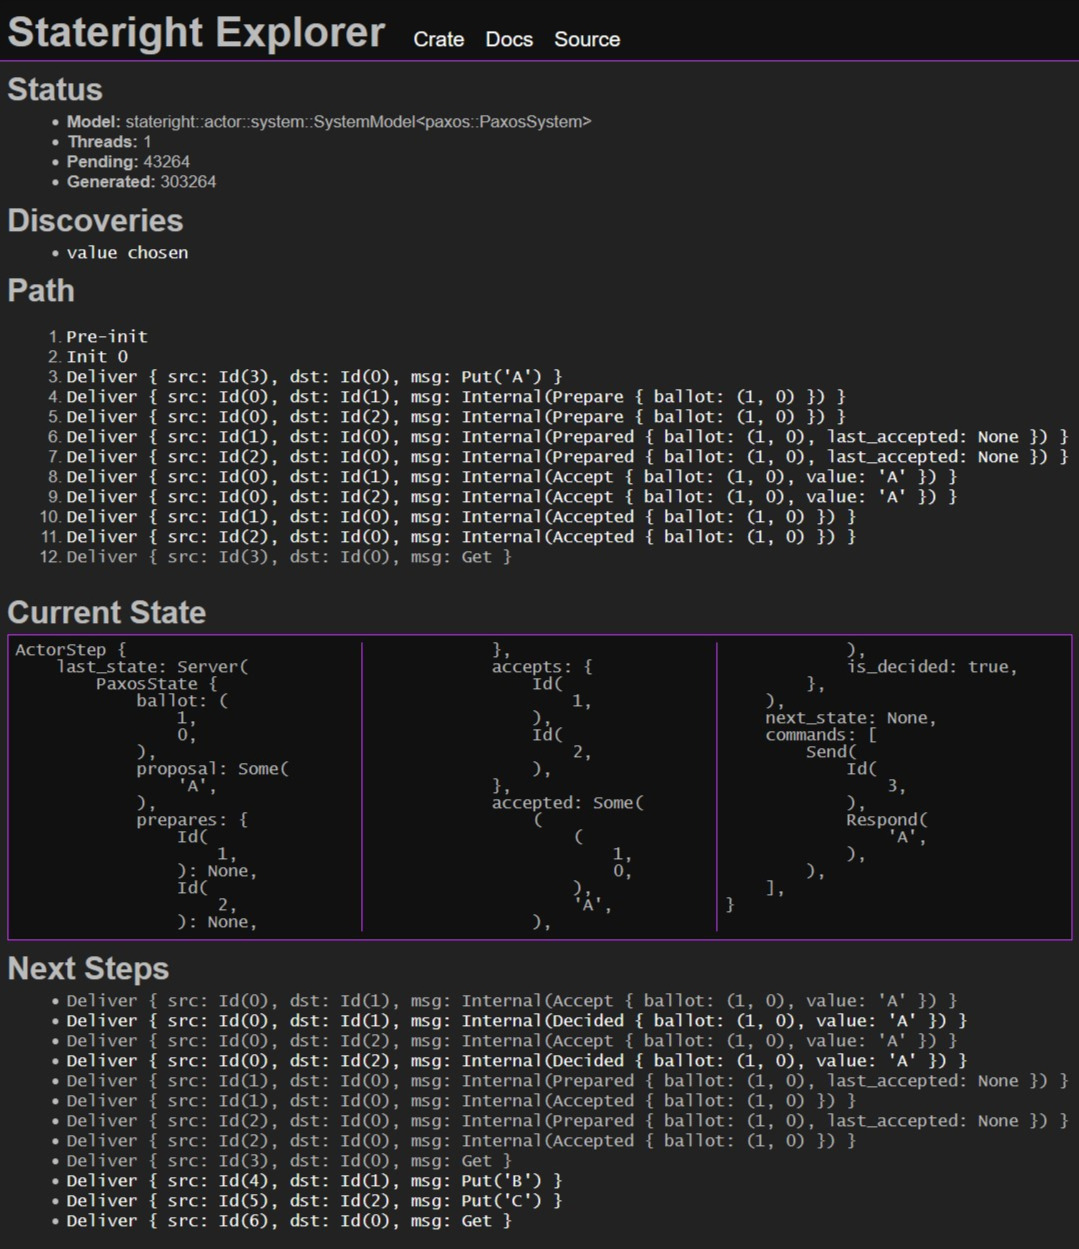 Stateright Explorer Crate Docs Source
Status
• Model: stateright::actor::system::SystemModel<paxos::PaxosSystem>
• Threads: 1
• Pending: 43264
• Generated: 303264
Discoveries
• value chosen
Path
1. Pre-init
2. Init 0
3. Deliver { src: Id(3), dst: Id(0), msg: Put('A') }
4. Deliver { src: Id(0), dst: Id(1), msg: Internal(Prepare { ballot: (1, 0) }) }
5. Deliver { src: Id(0), dst: Id(2), msg: Internal(Prepare { ballot: (1, 0) }) }
6. Deliver { src: Id(1), dst: Id(0), msg: Internal(Prepared { ballot: (1, 0), last_accepted: None }) }
7. Deliver { src: Id(2), dst: Id(0), msg: Internal(Prepared { ballot: (1, 0), last_accepted: None }) }
8. Deliver { src: Id(0), dst: Id(1), msg: Internal(Accept { ballot: (1, 0), value: 'A' }) }
9. Deliver { src: Id(0), dst: Id(2), msg: Internal(Accept { ballot: (1, 0), value: 'A' }) }
10. Deliver { src: Id(1), dst: Id(0), msg: Internal(Accepted { ballot: (1, 0) }) }
11. Deliver { src: Id(2), dst: Id(0), msg: Internal(Accepted { ballot: (1, 0) }) }
12. Deliver { src: Id(3), dst: Id(0), msg: Get }
Current State
ActorStep {
last_state: Server(
PaxosState {
ballot: (
1,
0,
),
proposal: Some(
'A',
),
prepares: {
Id(
1,
): None,
Id(
2,
): None,
},
accepts: {
Id(
1,
),
Id(
2,
),
},
accepted: Some(
(
(
1,
0,
),
'A',
),
),
is_decided: true,
},
),
next_state: None,
commands: [
Send(
Id(
3,
),
Respond(
'A',
),
),
],
}
Next Steps
• Deliver { src: Id(0), dst: Id(1), msg: Internal(Accept { ballot: (1, 0), value: 'A' }) }
• Deliver { src: Id(0), dst: Id(1), msg: Internal(Decided { ballot: (1, 0), value: 'A' }) }
• Deliver { src: Id(0), dst: Id(2), msg: Internal(Accept { ballot: (1, 0), value: 'A' }) }
• Deliver { src: Id(0), dst: Id(2), msg: Internal(Decided { ballot: (1, 0), value: 'A' }) }
• Deliver { src: Id(1), dst: Id(0), msg: Internal(Prepared { ballot: (1, 0), last_accepted: None }) }
• Deliver { src: Id(1), dst: Id(0), msg: Internal(Accepted { ballot: (1, 0) }) }
• Deliver { src: Id(2), dst: Id(0), msg: Internal(Prepared { ballot: (1, 0), last_accepted: None }) }
• Deliver { src: Id(2), dst: Id(0), msg: Internal(Accepted { ballot: (1, 0) }) }
• Deliver { src: Id(3), dst: Id(0), msg: Get }
• Deliver { src: Id(4), dst: Id(1), msg: Put('B') }
• Deliver { src: Id(5), dst: Id(2), msg: Put('C') }
• Deliver { src: Id(6), dst: Id(0), msg: Get }